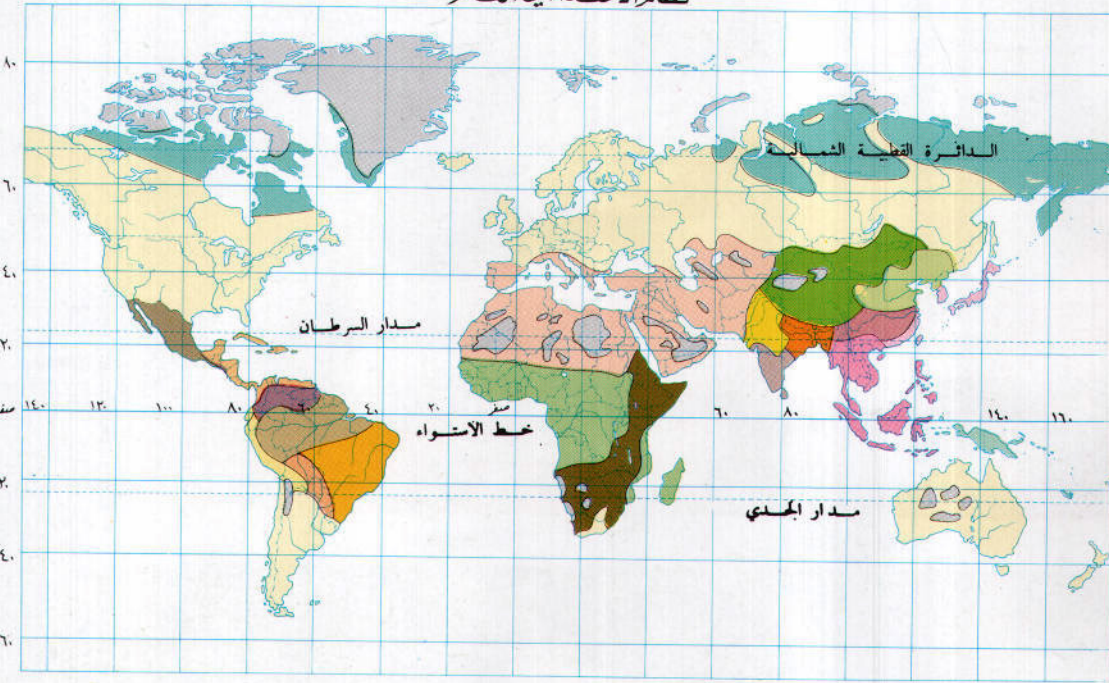 ٨٠
الدائرة القطبية الشمالية
٦٠
٤٠
مدار السرطان
٢٠
صفر ١٤٠ ١٢٠ ١٠٠ ٨٠ ٦٠ ٤٠ ٢٠ صفر ٦٠ ٨٠ ١٤٠ ١٦٠
خط الاستواء
٢٠
مدار الجدي
٤٠
٦٠